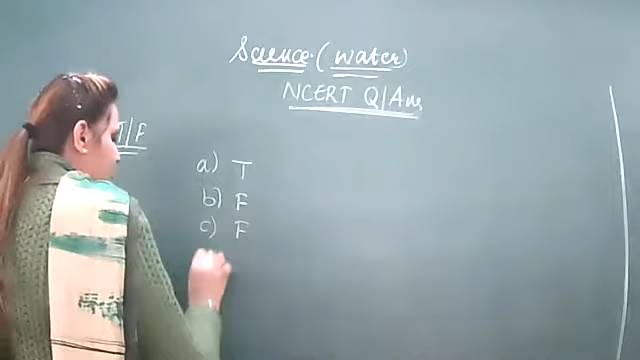 Science. (water)
NCERT Q/Ans
T/F
a) T
b) F
c) F